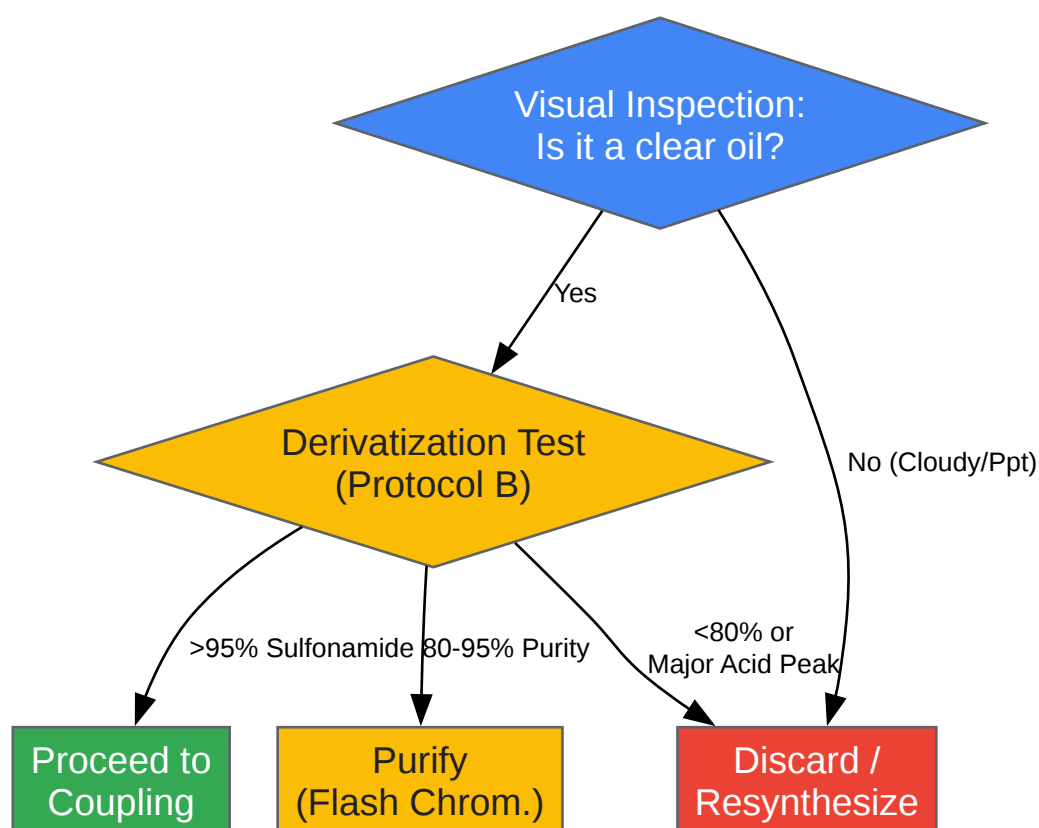 Visual Inspection:
Is it a clear oil?
Yes
Derivatization Test
(Protocol B)
No (Cloudy/Ppt)
>95% Sulfonamide
80-95% Purity
<80% or
Major Acid Peak
Proceed to
Coupling
Purify
(Flash Chrom.)
Discard /
Resynthesize